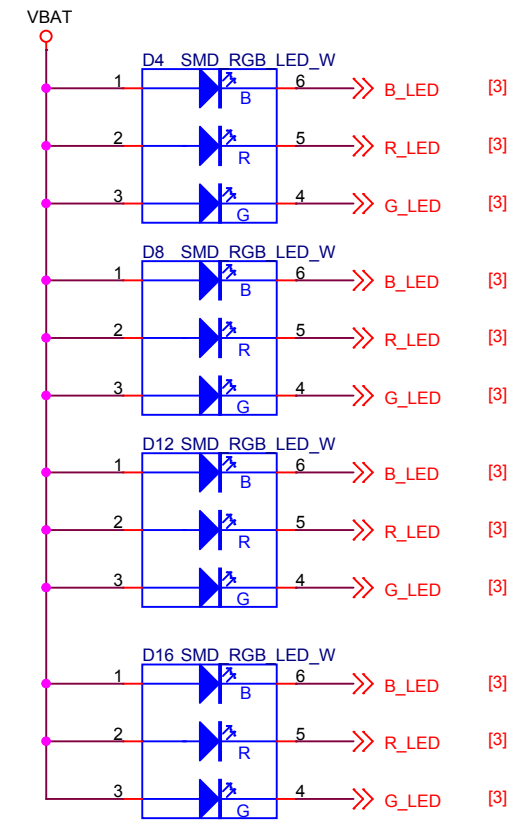 VBAT
D4 SMD_RGB_LED_W
1 6 B_LED [3]
B
2 5 R_LED [3]
R
3 4 G_LED [3]
G
D8 SMD_RGB_LED_W
1 6 B_LED [3]
B
2 5 R_LED [3]
R
3 4 G_LED [3]
G
D12 SMD_RGB_LED_W
1 6 B_LED [3]
B
2 5 R_LED [3]
R
3 4 G_LED [3]
G
D16 SMD_RGB_LED_W
1 6 B_LED [3]
B
2 5 R_LED [3]
R
3 4 G_LED [3]
G